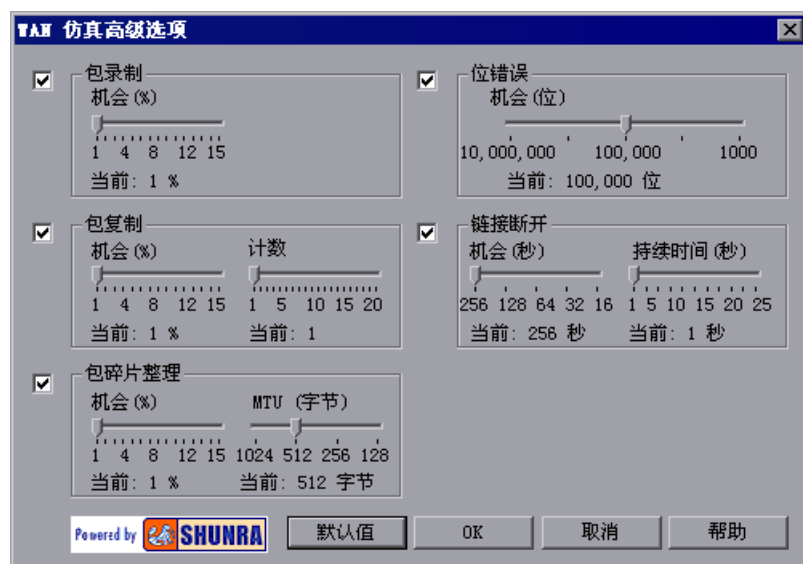 WAN 仿真高级选项
包录制
机会(%)
1 4 8 12 15
当前: 1 %
位错误
机会(位)
10,000,000 100,000 1000
当前: 100,000 位
包复制
机会(%) 计数
1 4 8 12 15 1 5 10 15 20
当前: 1 % 当前: 1
链接断开
机会(秒) 持续时间(秒)
256 128 64 32 16 1 5 10 15 20 25
当前: 256 秒 当前: 1 秒
包碎片整理
机会(%) MTU (字节)
1 4 8 12 15 1024 512 256 128
当前: 1 % 当前: 512 字节
Powered by SHUNRA
默认值 OK 取消 帮助